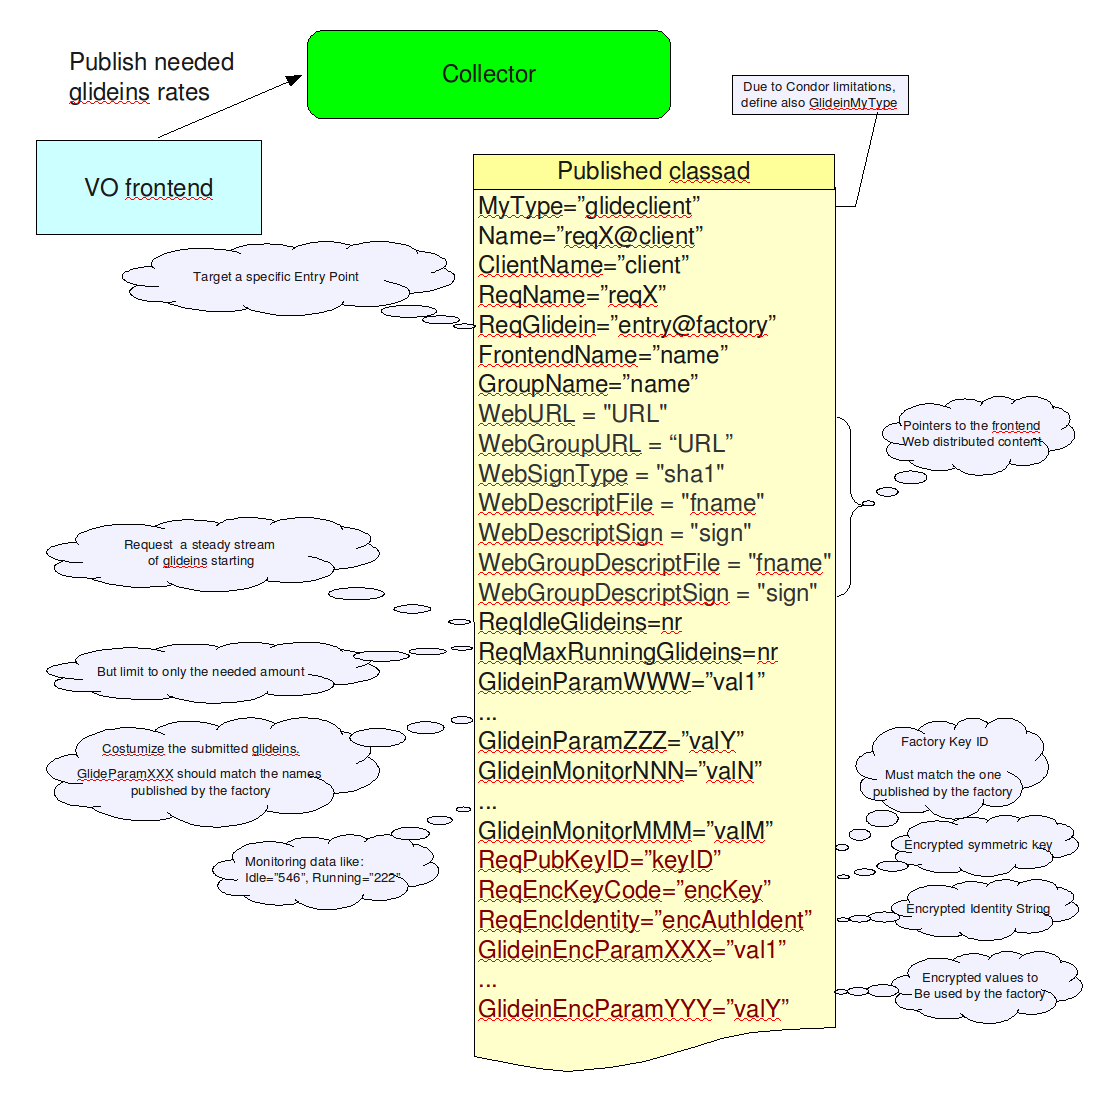 Publish needed
glideins rates
Collector
VO frontend
Due to Condor limitations,
define also GlideinMyType
Published classad
MyType=”glideclient”
Name=”reqX@client”
ClientName=”client”
ReqName=”reqX”
ReqGlidein=”entry@factory”
FrontendName=”name”
GroupName=”name”
WebURL = "URL"
WebGroupURL = “URL”
WebSignType = "sha1"
WebDescriptFile = "fname"
WebDescriptSign = "sign"
WebGroupDescriptFile = "fname"
WebGroupDescriptSign = "sign"
ReqIdleGlideins=nr
ReqMaxRunningGlideins=nr
GlideinParamWWW=”val1”
...
GlideinParamZZZ=”valY”
GlideinMonitorNNN=”valN”
...
GlideinMonitorMMM=”valM”
ReqPubKeyID=”keyID”
ReqEncKeyCode=”encKey”
ReqEncIdentity=”encAuthIdent”
GlideinEncParamXXX=”val1”
...
GlideinEncParamYYY=”valY”
Target a specific Entry Point
Pointers to the frontend
Web distributed content
Request a steady stream
of glideins starting
But limit to only the needed amount
Costumize the submitted glideins.
GlideParamXXX should match the names
published by the factory
Monitoring data like:
Idle=”546”, Running=”222”
Factory Key ID
Must match the one
published by the factory
Encrypted symmetric key
Encrypted Identity String
Encrypted values to
Be used by the factory